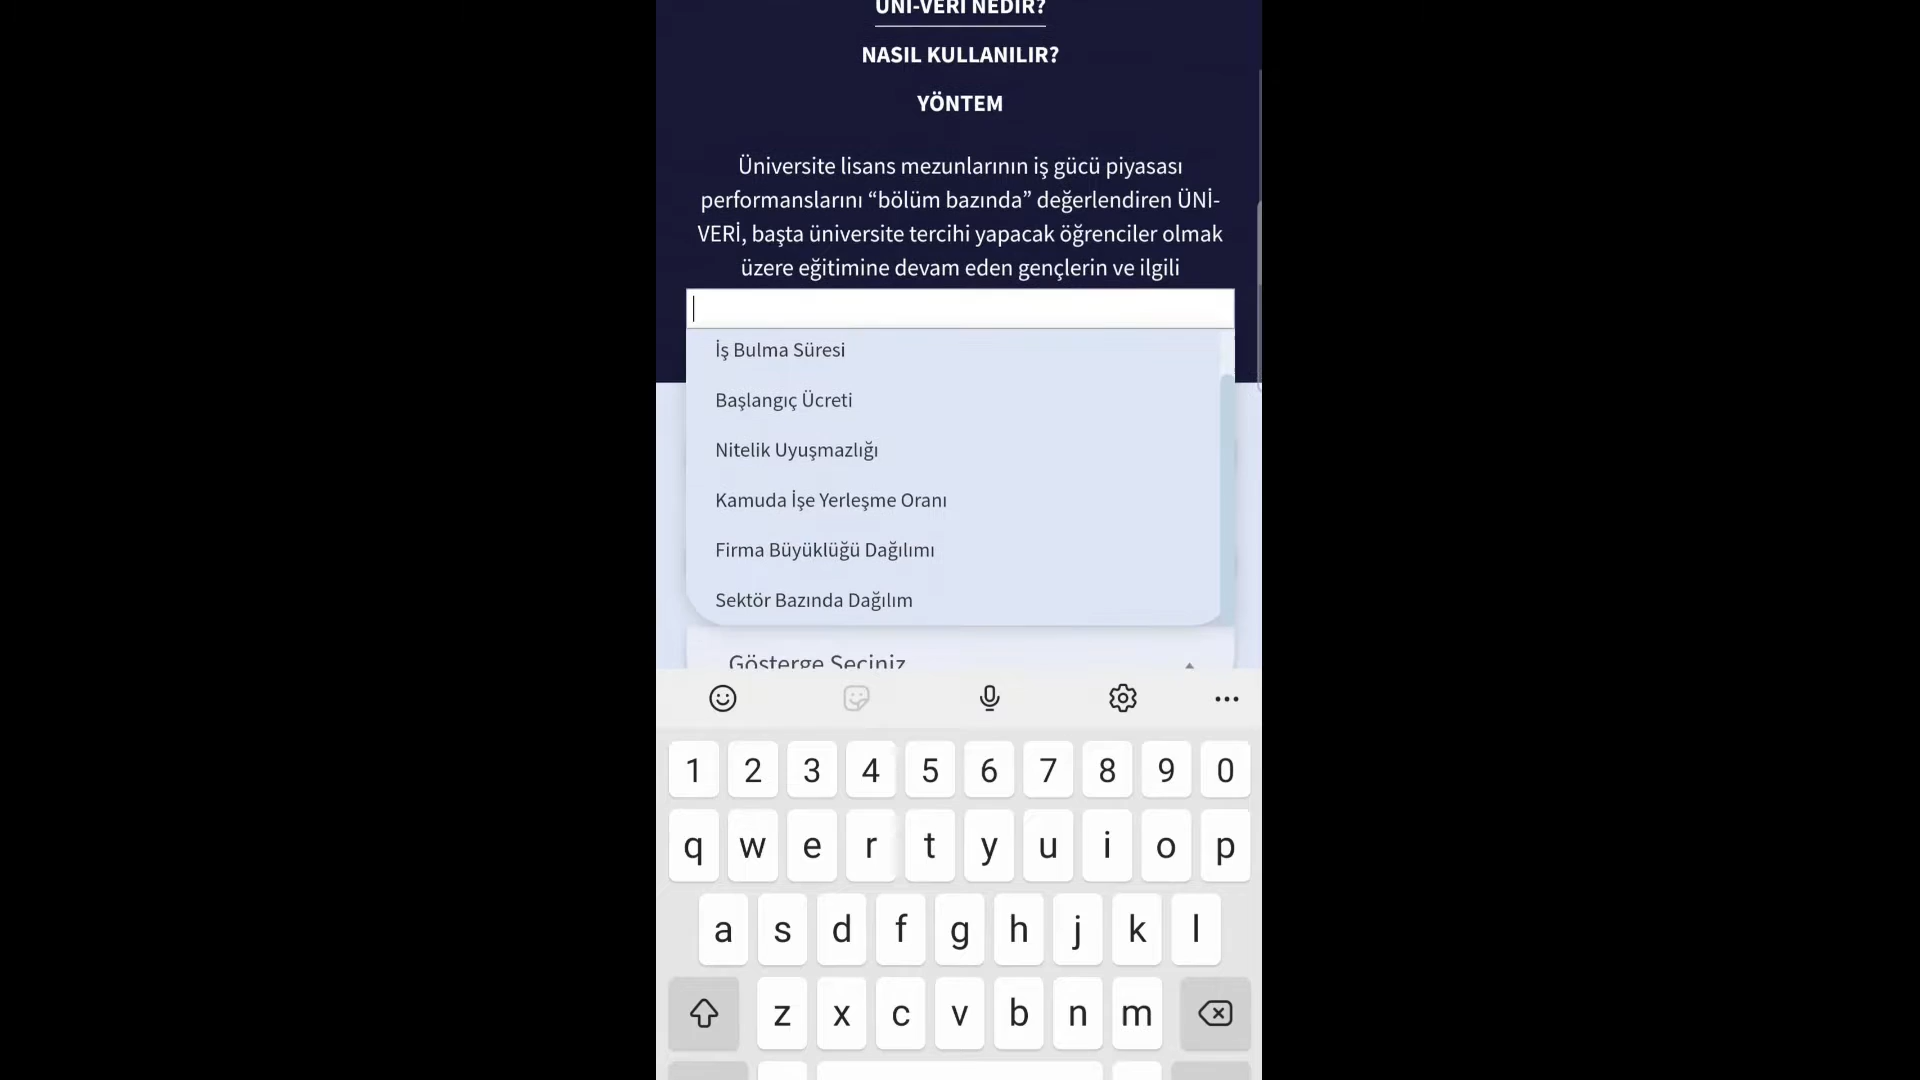 ÜNİ-VERİ NEDİR?
NASIL KULLANILIR?
YÖNTEM
Üniversite lisans mezunlarının iş gücü piyasası
performanslarını “bölüm bazında” değerlendiren ÜNİ-
VERİ, başta üniversite tercihi yapacak öğrenciler olmak
üzere eğitimine devam eden gençlerin ve ilgili
İş Bulma Süresi
Başlangıç Ücreti
Nitelik Uyuşmazlığı
Kamuda İşe Yerleşme Oranı
Firma Büyüklüğü Dağılımı
Sektör Bazında Dağılım
Gösterge Seçiniz
1 2 3 4 5 6 7 8 9 0
q w e r t y u i o p
a s d f g h j k l
z x c v b n m